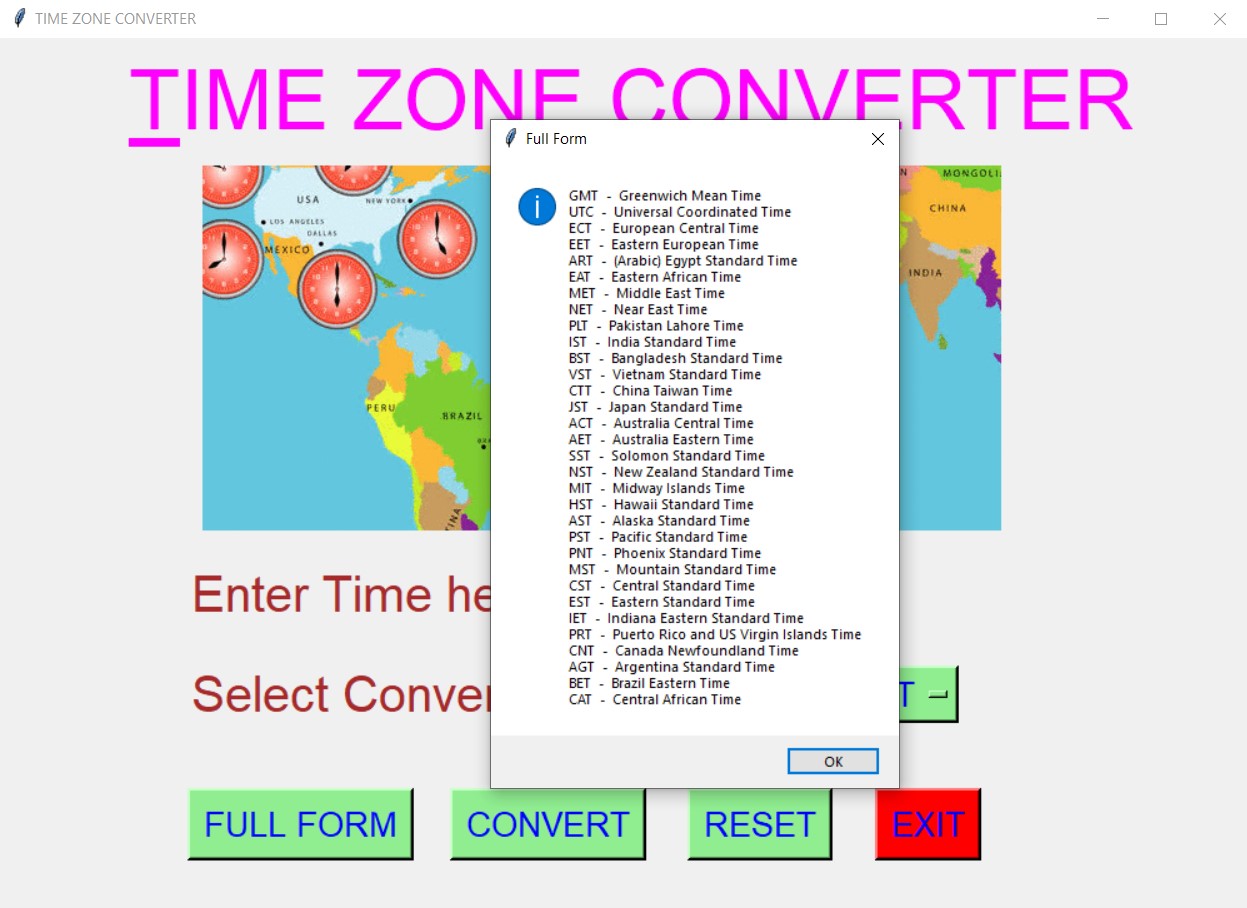 TIME ZONE CONVERTER
TIME ZONE CONVERTER
Full Form
GMT - Greenwich Mean Time
UTC - Universal Coordinated Time
ECT - European Central Time
EET - Eastern European Time
ART - (Arabic) Egypt Standard Time
EAT - Eastern African Time
MET - Middle East Time
NET - Near East Time
PLT - Pakistan Lahore Time
IST - India Standard Time
BST - Bangladesh Standard Time
VST - Vietnam Standard Time
CTT - China Taiwan Time
JST - Japan Standard Time
ACT - Australia Central Time
AET - Australia Eastern Time
SST - Solomon Standard Time
NST - New Zealand Standard Time
MIT - Midway Islands Time
HST - Hawaii Standard Time
AST - Alaska Standard Time
PST - Pacific Standard Time
PNT - Phoenix Standard Time
MST - Mountain Standard Time
CST - Central Standard Time
EST - Eastern Standard Time
IET - Indiana Eastern Standard Time
PRT - Puerto Rico and US Virgin Islands Time
CNT - Canada Newfoundland Time
AGT - Argentina Standard Time
BET - Brazil Eastern Time
CAT - Central African Time
OK
USA
NEW YORK
LOS ANGELES
DALLAS
MEXICO
PERU
BRAZIL
MONGOLI
CHINA
INDIA
Enter Time he
Select Conver
T
FULL FORM
CONVERT
RESET
EXIT